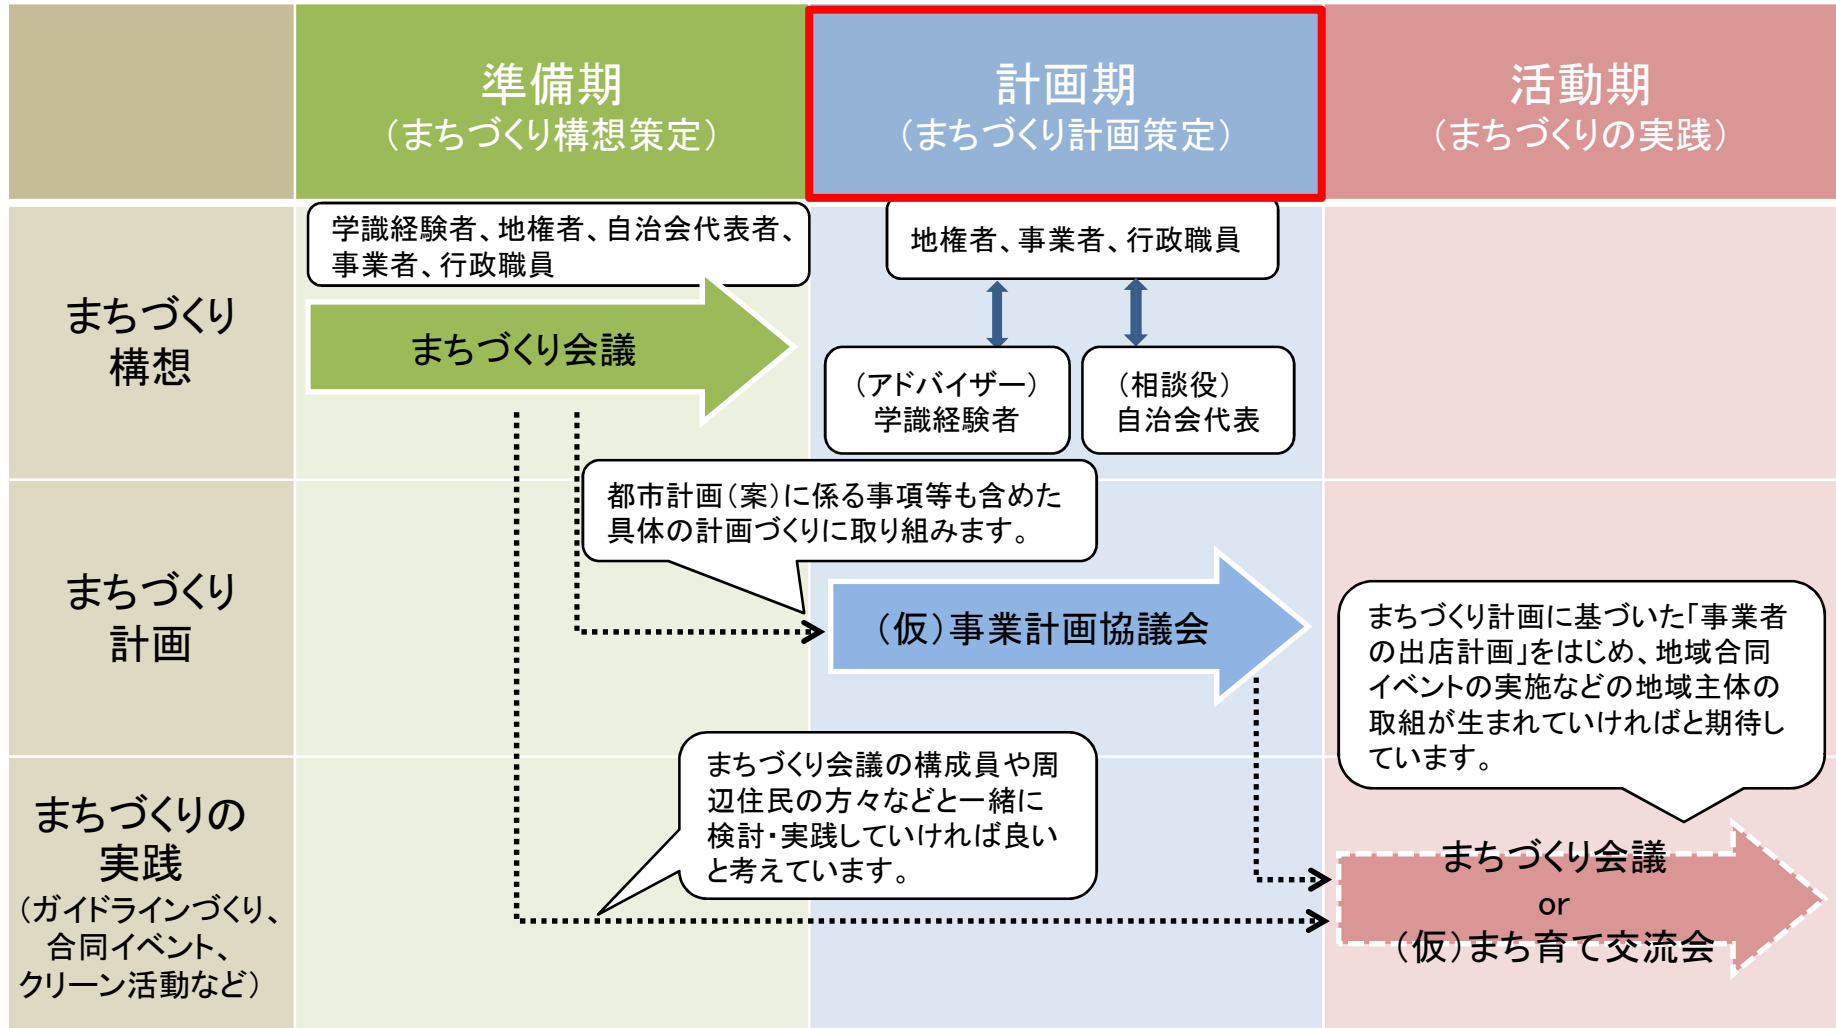 準備期
（まちづくり構想策定）
計画期
（まちづくり計画策定）
活動期
（まちづくりの実践）
まちづくり
構想
学識経験者、地権者、自治会代表者、
事業者、行政職員
まちづくり会議
地権者、事業者、行政職員
（アドバイザー）
学識経験者
（相談役）
自治会代表
まちづくり
計画
都市計画（案）に係る事項等も含めた
具体の計画づくりに取り組みます。
（仮）事業計画協議会
まちづくり計画に基づいた「事業者
の出店計画」をはじめ、地域合同
イベントの実施などの地域主体の
取組が生まれていければと期待し
ています。
まちづくりの
実践
（ガイドラインづくり、
合同イベント、
クリーン活動など）
まちづくり会議の構成員や周
辺住民の方々などと一緒に
検討・実践していければ良い
と考えています。
まちづくり会議
or
（仮）まち育て交流会